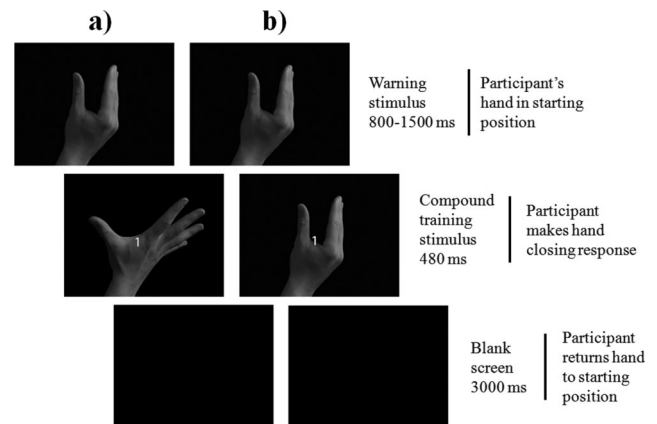 a)
b)
Warning
stimulus
800-1500 ms
Participant's
hand in starting
position
1
1
Compound
training
stimulus
480 ms
Participant
makes hand
closing response
Blank
screen
3000 ms
Participant
returns hand
to starting
position